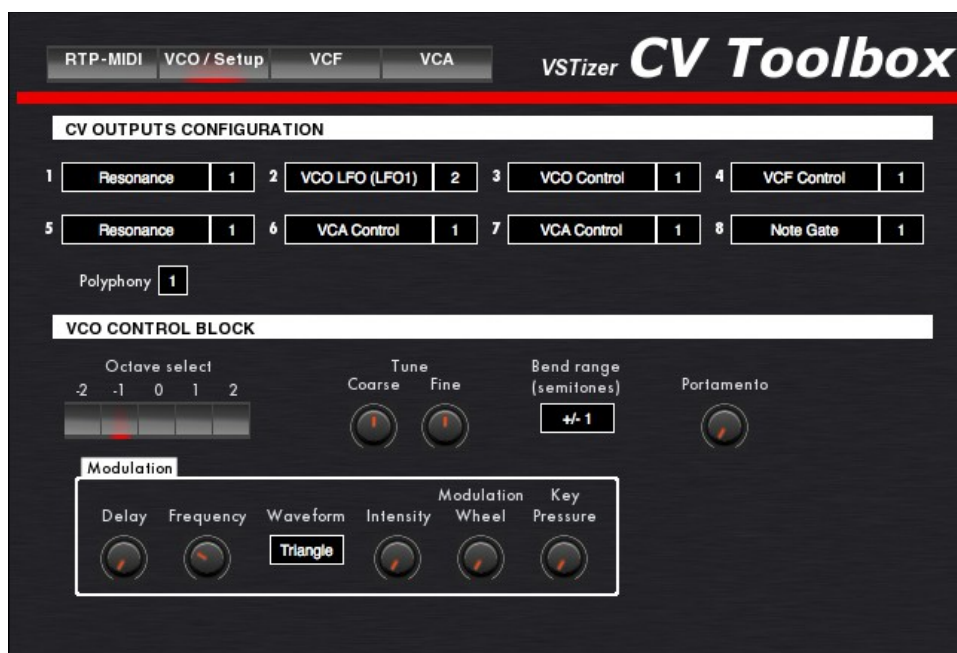 RTP-MIDI VCO / Setup VCF VCA VSTizer CV Toolbox
CV OUTPUTS CONFIGURATION
1 Resonance 1 2 VCO LFO (LFO1) 2 3 VCO Control 1 4 VCF Control 1
5 Resonance 1 6 VCA Control 1 7 VCA Control 1 8 Note Gate 1
Polyphony 1
VCO CONTROL BLOCK
Octave select Tune Bend range
-2 -1 0 1 2 Coarse Fine (semitones) Portamento
+/- 1
Modulation
Modulation Key
Delay Frequency Waveform Intensity Wheel Pressure
Triangle